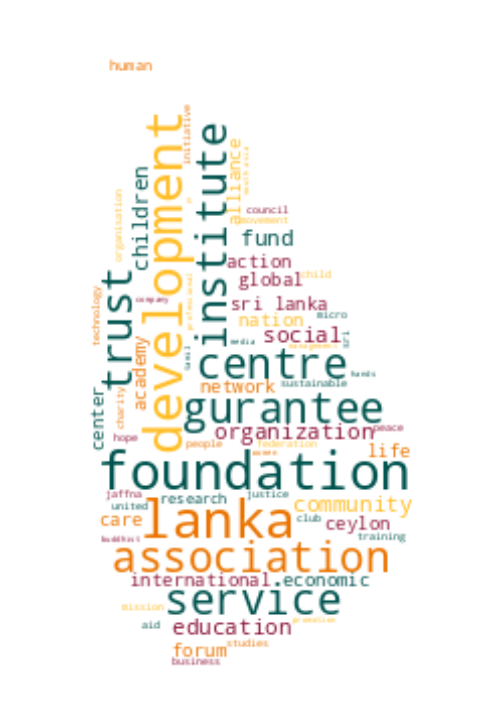 human
initiative
development
institute
alliance
south asia
children
organisation
council
movement
fund
action
global
child
trust
technology
company
professional
sri lanka
micro
nation
social
sri
media
management
tamil
academy
centre
hands
network
sustainable
center
charity
gurantee
organization
peace
hope
people
federation
life
women
foundation
jaffna
research
justice
united
community
lanka
care
club
ceylon
training
buddhist
association
international
economic
service
mission
aid
education
promotion
forum
studies
business